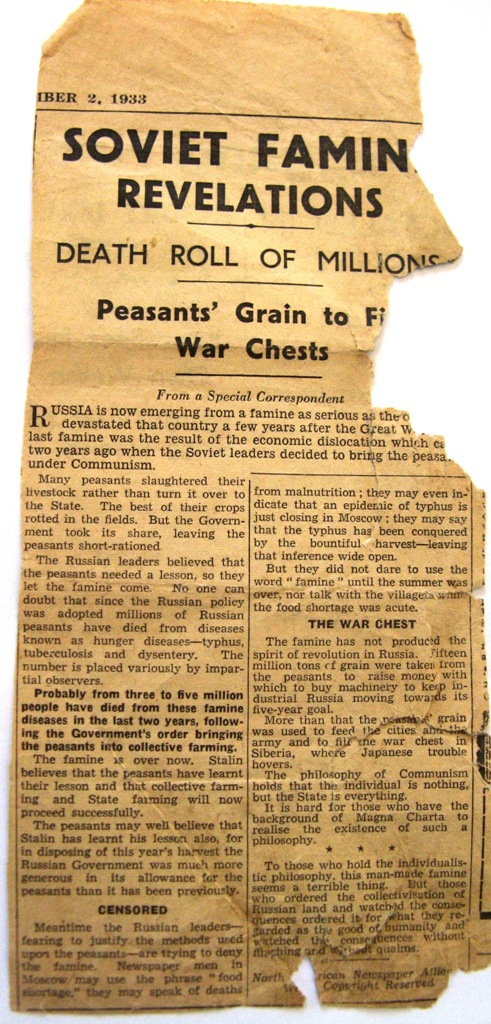 IBER 2, 1933
SOVIET FAMIN
REVELATIONS
DEATH ROLL OF MILLIONS
Peasants' Grain to Fi
War Chests
From a Special Correspondent
RUSSIA is now emerging from a famine as serious as the o
devastated that country a few years after the Great W
last famine was the result of the economic dislocation which ca
two years ago when the Soviet leaders decided to bring the peasa
under Communism.
Many peasants slaughtered their
livestock rather than turn it over to
the State. The best of their crops
rotted in the fields. But the Govern-
ment took its share, leaving the
peasants short-rationed
The Russian leaders believed that
the peasants needed a lesson, so they
let the famine come. No one can
doubt that since the Russian policy
was adopted millions of Russian
peasants have died from diseases
known as hunger diseases—typhus,
tuberculosis and dysentery. The
number is placed variously by impar-
tial observers.
Probably from three to five million
people have died from these famine
diseases in the last two years, follow-
ing the Government's order bringing
the peasants into collective farming.
The famine is over now. Stalin
believes that the peasants have learnt
their lesson and that collective farm-
ing and State farming will now
proceed successfully.
The peasants may well believe that
Stalin has learnt his lesson also, for
in disposing of this year's harvest the
Russian Government was much more
generous in its allowance for the
peasants than it has been previously.
CENSORED
Meantime the Russian leaders—
fearing to justify the methods used
upon the peasants—are trying to deny
the famine. Newspaper men in
Moscow may use the phrase "food
shortage," they may speak of deaths
from malnutrition; they may even in-
dicate that an epidemic of typhus is
just closing in Moscow; they may say
that the typhus has been conquered
by the bountiful harvest—leaving
that inference wide open.
But they did not dare to use the
word "famine" until the summer was
over, nor talk with the villagers while
the food shortage was acute.
THE WAR CHEST
The famine has not produced the
spirit of revolution in Russia. Fifteen
million tons of grain were taken from
the peasants to raise money with
which to buy machinery to keep in-
dustrial Russia moving towards its
five-year goal.
More than that the peasants' grain
was used to feed the cities and the
army and to fill the war chest in
Siberia, where Japanese trouble
hovers.
The philosophy of Communism
holds that the individual is nothing,
but the State is everything.
It is hard for those who have the
background of Magna Charta to
realise the existence of such a
philosophy.
* * *
To those who hold the individualis-
tic philosophy, this man-made famine
seems a terrible thing. But those
who ordered the collectivisation of
Russian land and watched the conse-
quences ordered it for what they re-
garded as the good of humanity and
watched the consequences without
flinching and without qualms.
North rican Newspaper Allia
W Copyright Reserved